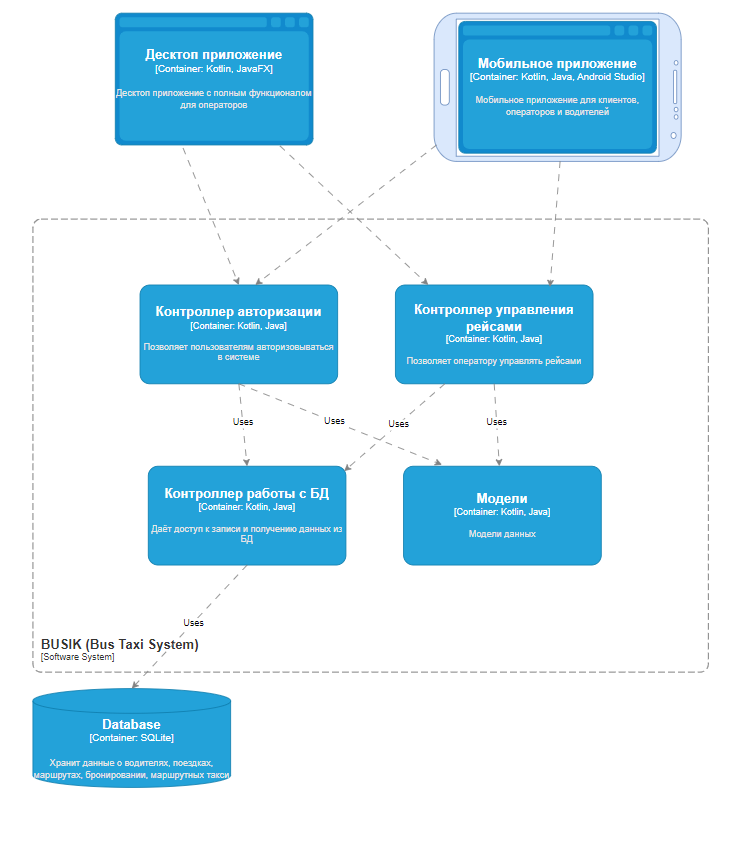 Десктоп приложение
[Container: Kotlin, JavaFX]
Десктоп приложение с полным функционалом
для операторов
Мобильное приложение
[Container: Kotlin, Java, Android Studio]
Мобильное приложение для клиентов,
операторов и водителей
Контроллер авторизации
[Container: Kotlin, Java]
Позволяет пользователям авторизовываться
в системе
Контроллер управления
рейсами
[Container: Kotlin, Java]
Позволяет оператору управлять рейсами
Uses
Uses
Uses
Uses
Контроллер работы с БД
[Container: Kotlin, Java]
Даёт доступ к записи и получению данных из
БД
Модели
[Container: Kotlin, Java]
Модели данных
Uses
BUSIK (Bus Taxi System)
[Software System]
Database
[Container: SQLite]
Хранит данные о водителях, поездках,
маршрутах, бронировании, маршрутных такси